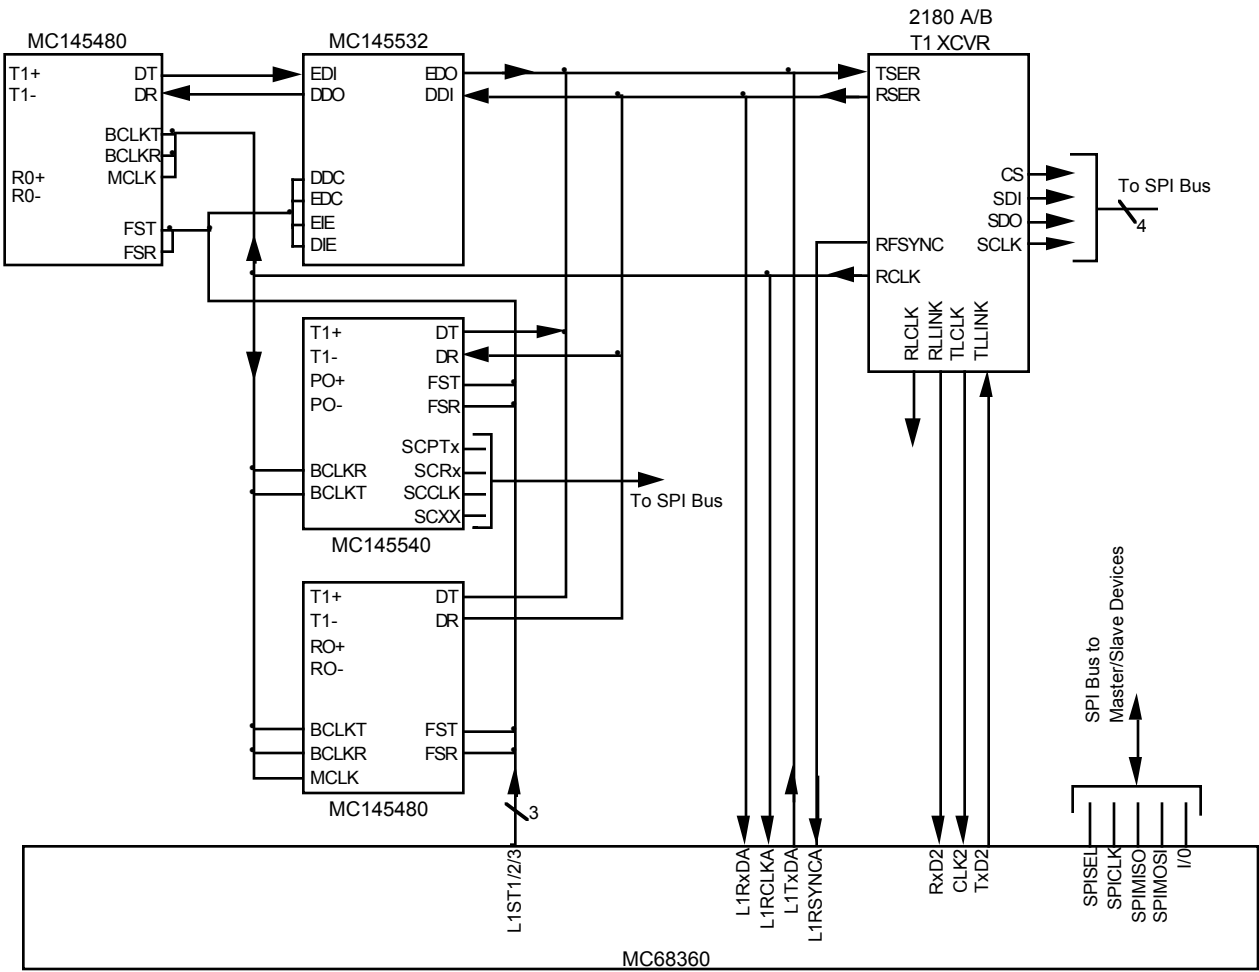 2180 A/B
T1 XCVR
MC145480
MC145532
T1+
T1-
R0+
R0-
DT
DR
BCLKT
BCLKR
MCLK
FST
FSR
EDI
DDO
DDC
EDC
EIE
DIE
EDO
DDI
TSER
RSER
RFSYNC
RCLK
CS
SDI
SDO
SCLK
RLCLK
RLLINK
TLCLK
TLLINK
To SPI Bus
4
T1+
T1-
PO+
PO-
BCLKR
BCLKT
DT
DR
FST
FSR
SCPTx
SCRx
SCCLK
SCXX
To SPI Bus
MC145540
T1+
T1-
RO+
RO-
BCLKT
BCLKR
MCLK
DT
DR
FST
FSR
MC145480
3
SPI Bus to
Master/Slave Devices
L1ST1/2/3
L1RxDA
L1RCLKA
L1TxDA
L1RSYNCA
RxD2
CLK2
TxD2
SPISEL
SPICLK
SPIMISO
SPIMOSI
I/0
MC68360